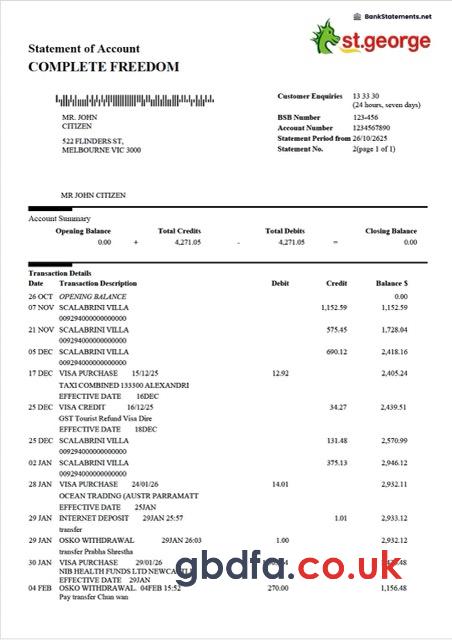 BankStatements.net
st.george
Statement of Account
COMPLETE FREEDOM
Customer Enquiries 13 33 30
(24 hours, seven days)
MR. JOHN
CITIZEN
522 FLINDERS ST,
MELBOURNE VIC 3000
BSB Number 123-456
Account Number 1234567890
Statement Period from 26/10/2625
Statement No. 2(page 1 of 1)
MR JOHN CITIZEN
Account Summary
Opening Balance Total Credits Total Debits Closing Balance
0.00 + 4,271.05 - 4,271.05 = 0.00
Transaction Details
Date Transaction Description Debit Credit Balance $
26 OCT OPENING BALANCE 0.00
07 NOV SCALABRINI VILLA 1,152.59 1,152.59
009294000000000000
21 NOV SCALABRINI VILLA 575.45 1,728.04
009294000000000000
05 DEC SCALABRINI VILLA 690.12 2,418.16
009294000000000000
17 DEC VISA PURCHASE 15/12/25 12.92 2,405.24
TAXI COMBINED 133300 ALEXANDRI
EFFECTIVE DATE 16DEC
25 DEC VISA CREDIT 16/12/25 34.27 2,439.51
GST Tourist Refund Visa Dire
EFFECTIVE DATE 18DEC
25 DEC SCALABRINI VILLA 131.48 2,570.99
009294000000000000
02 JAN SCALABRINI VILLA 375.13 2,946.12
009294000000000000
28 JAN VISA PURCHASE 24/01/26 14.01 2,932.11
OCEAN TRADING (AUSTR PARRAMATT
EFFECTIVE DATE 25JAN
29 JAN INTERNET DEPOSIT 29JAN 25:57 1.01 2,933.12
transfer
29 JAN OSKO WITHDRAWAL 29JAN 26:03 1.00 2,932.12
transfer Prabha Shrestha
30 JAN VISA PURCHASE 29/01/26
NIB HEALTH FUNDS LTD NEWCASTLE
EFFECTIVE DATE 29JAN
04 FEB OSKO WITHDRAWAL 04FEB 15:52 270.00 1,156.48
Pay transfer Chun wan
gbdfa.co.uk